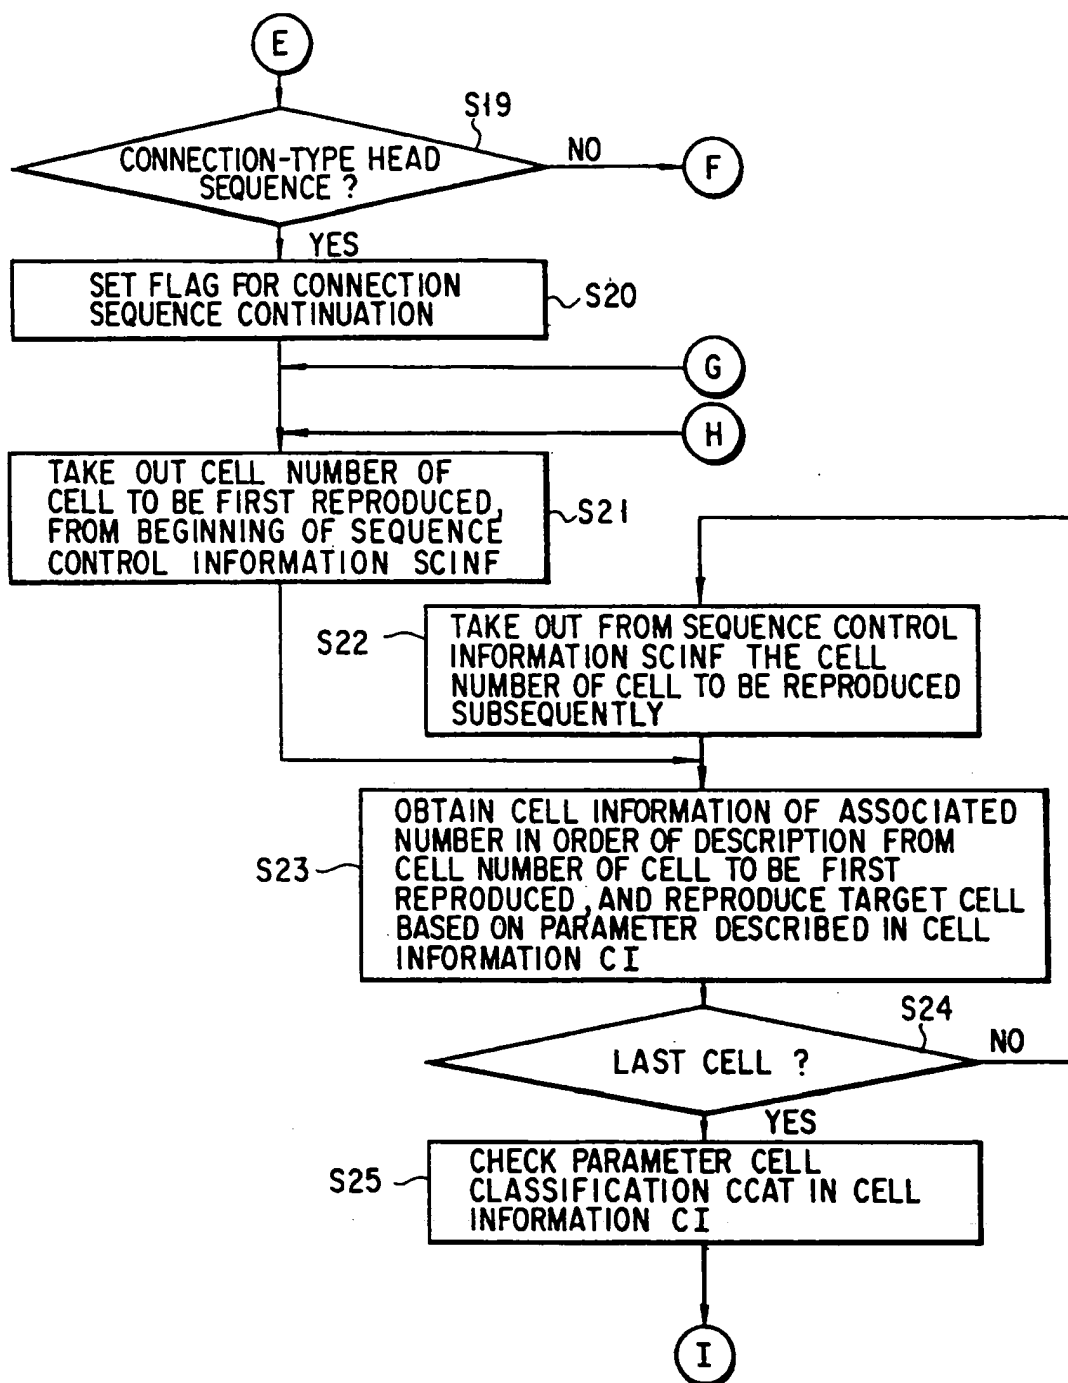 E
S19
CONNECTION-TYPE HEAD
SEQUENCE ?
NO
F
YES
SET FLAG FOR CONNECTION
SEQUENCE CONTINUATION
S20
G
H
TAKE OUT CELL NUMBER OF
CELL TO BE FIRST REPRODUCED,
FROM BEGINNING OF SEQUENCE
CONTROL INFORMATION SCINF
S21
S22
TAKE OUT FROM SEQUENCE CONTROL
INFORMATION SCINF THE CELL
NUMBER OF CELL TO BE REPRODUCED
SUBSEQUENTLY
S23
OBTAIN CELL INFORMATION OF ASSOCIATED
NUMBER IN ORDER OF DESCRIPTION FROM
CELL NUMBER OF CELL TO BE FIRST
REPRODUCED, AND REPRODUCE TARGET CELL
BASED ON PARAMETER DESCRIBED IN CELL
INFORMATION CI
S24
LAST CELL ?
NO
YES
S25
CHECK PARAMETER CELL
CLASSIFICATION CCAT IN CELL
INFORMATION CI
I